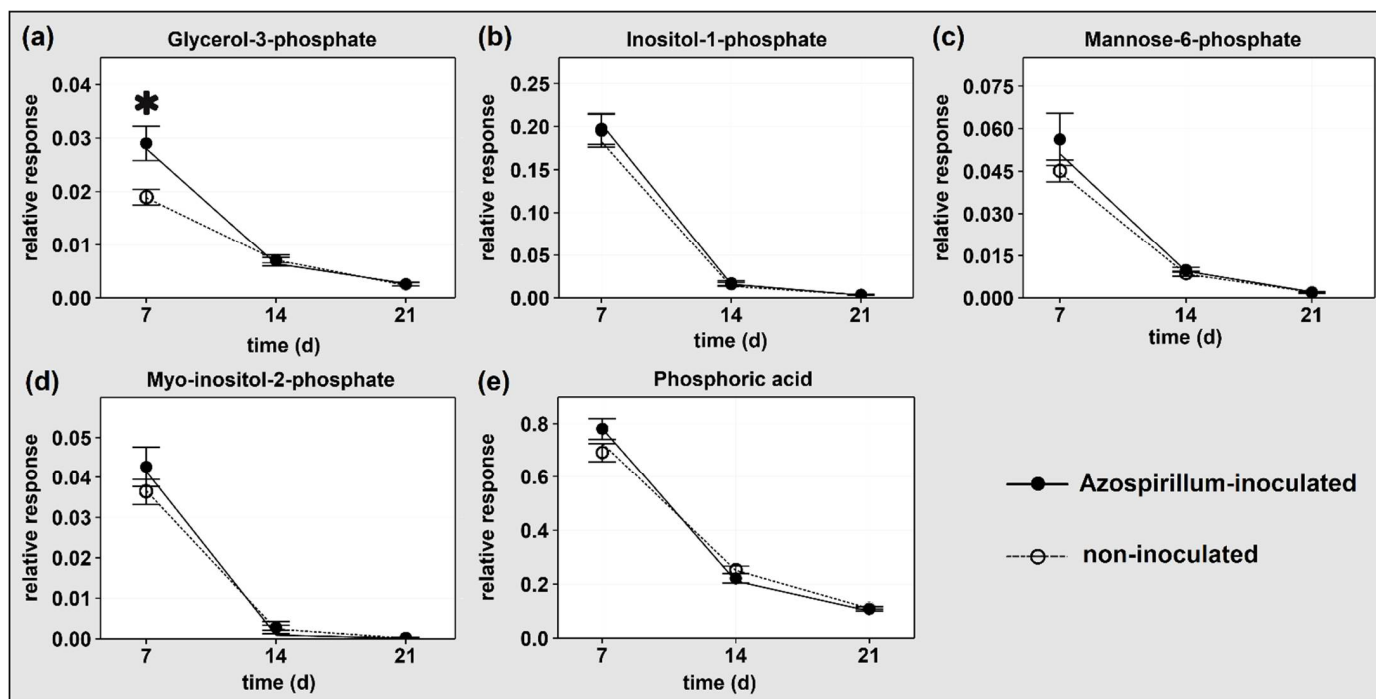 (a) Glycerol-3-phosphate
relative response
0.04
0.03
0.02
0.01
0.00
7 14 21
time (d)
(b) Inositol-1-phosphate
relative response
0.25
0.20
0.15
0.10
0.05
0.00
7 14 21
time (d)
(c) Mannose-6-phosphate
relative response
0.075
0.060
0.045
0.030
0.015
0.000
7 14 21
time (d)
(d) Myo-inositol-2-phosphate
relative response
0.05
0.04
0.03
0.02
0.01
0.00
7 14 21
time (d)
(e) Phosphoric acid
relative response
0.8
0.6
0.4
0.2
0.0
7 14 21
time (d)
Azospirillum-inoculated
non-inoculated